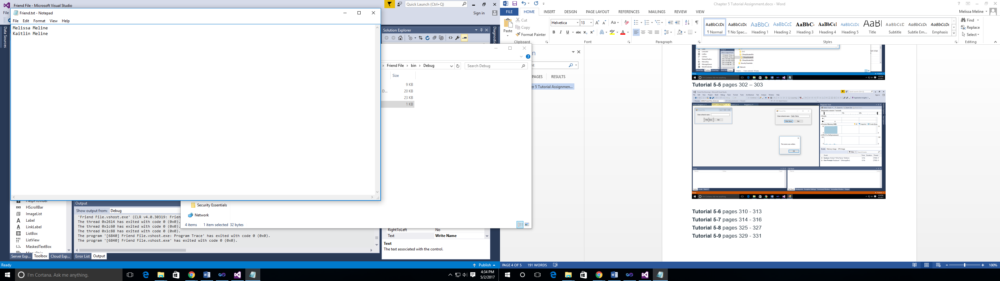 Friend File - Microsoft Visual Studio
Quick Launch (Ctrl+Q)
File
Sign in
Friend.txt - Notepad
File Edit Format View Help
Melissa Meline
Kaitlin Meline
Data Sources
Solution Explorer
Friend File > bin > Debug
Search Debug
Size
9 KB
D... 20 KB
23 KB
1 KB
Security Essentials
Network
4 items 1 item selected 32 bytes
HScrollBar
ImageList
Label
LinkLabel
ListBox
ListView
MaskedTextBox
Server Exp... Toolbox Cloud Exp...
Output
Show output from: Debug
'Friend File.vshost.exe' (CLR v4.0.30319: Frien
The thread 0x2614 has exited with code 0 (0x0).
The thread 0x1c60 has exited with code 0 (0x0).
The thread 0x1c88 has exited with code 0 (0x0).
The program '[6840] Friend File.vshost.exe: Program Trace' has exited with code 0 (0x0).
The program '[6840] Friend File.vshost.exe' has exited with code 0 (0x0).
Error List Output
RightToLeft No
Text Write Name
Text
The text associated with the control.
Ready
Publish
I'm Cortana. Ask me anything.
4:34 PM
5/2/2017
Chapter 5 Tutorial Assignment.docx - Word
FILE HOME INSERT DESIGN PAGE LAYOUT REFERENCES MAILINGS REVIEW VIEW
Melissa Meline
Paste
Cut
Copy
Format Painter
Clipboard
Helvetica 13
Font
Paragraph
¶ Normal ¶ No Spac... Heading 1 Heading 2 Heading 3 Heading 4 Heading 5 Title Subtitle Subtle Em... Emphasis
Styles
Find
Replace
Select
Editing
PAGES RESULTS
er 5 Tutorial Assignmen...
Tutorial 5-5 pages 302 – 303
Tutorial 5-6 pages 310 - 313
Tutorial 5-7 pages 314 - 316
Tutorial 5-8 pages 325 - 327
Tutorial 5-9 pages 329 - 331
PAGE 4 OF 5 191 WORDS
100%